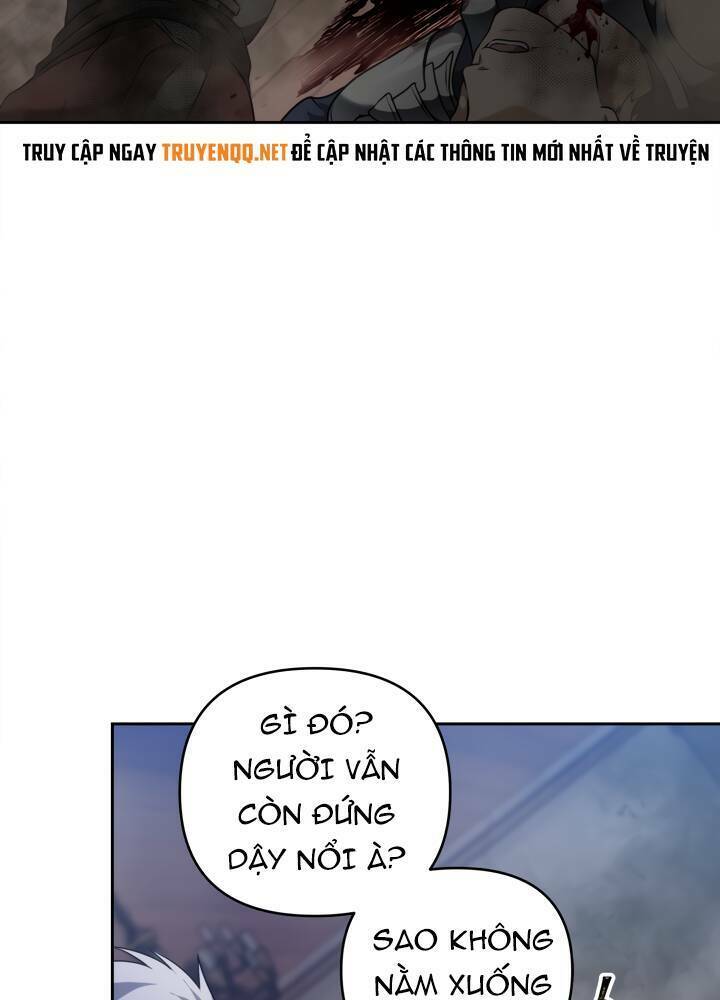 TRUY CẬP NGAY TRUYENQQ.NET ĐỂ CẬP NHẬT CÁC THÔNG TIN MỚI NHẤT VỀ TRUYỆN
GÌ ĐÓ?
NGƯỜI VẪN
CÒN ĐỨNG
DẬY NỔI À?
SAO KHÔNG
NẰM XUỐNG